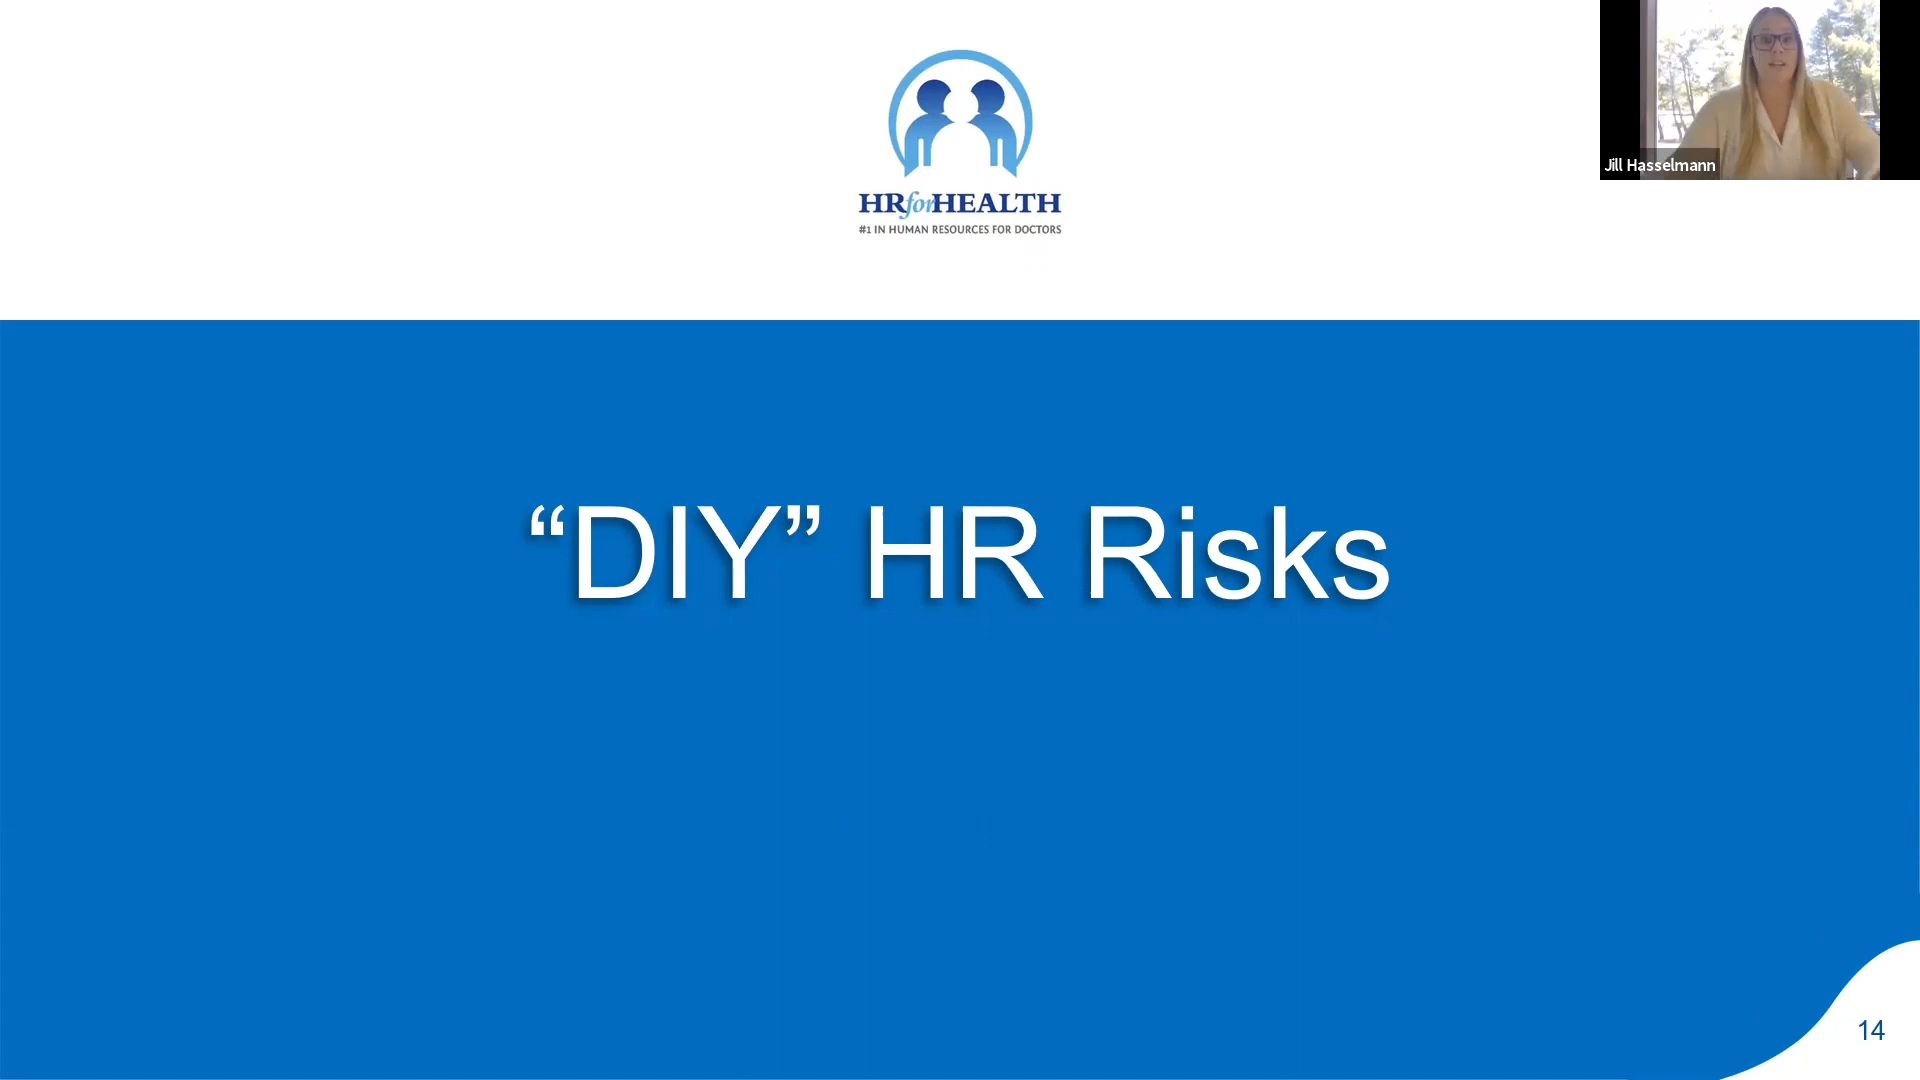 HRforHEALTH
#1 IN HUMAN RESOURCES FOR DOCTORS
Jill Hasselmann
“DIY” HR Risks
14